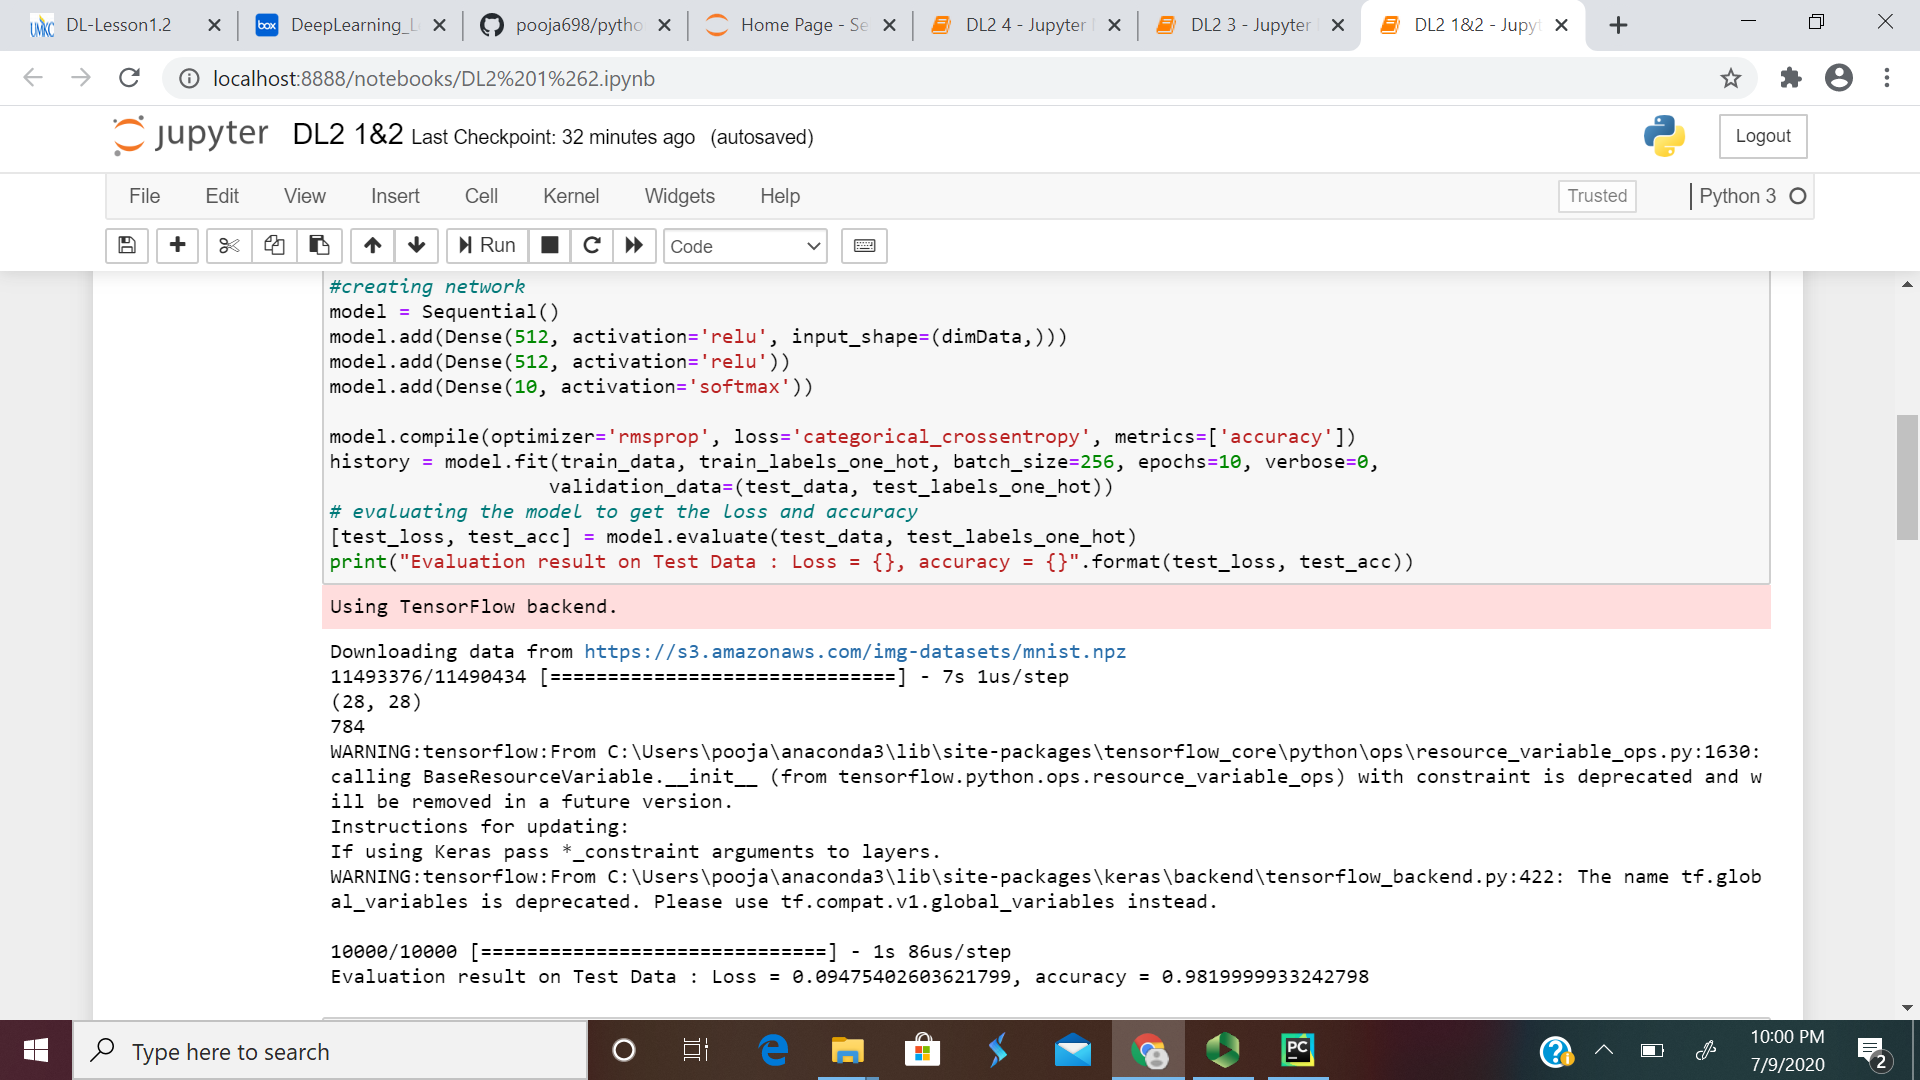 DL-Lesson1.2
DeepLearning_L
pooja698/pytho
Home Page - Se
DL2 4 - Jupyter
DL2 3 - Jupyter
DL2 1&2 - Jupyt
localhost:8888/notebooks/DL2%201%262.ipynb
jupyter DL2 1&2 Last Checkpoint: 32 minutes ago (autosaved)
Logout
File Edit View Insert Cell Kernel Widgets Help
Trusted
Python 3
Run
Code
#creating network
model = Sequential()
model.add(Dense(512, activation='relu', input_shape=(dimData,)))
model.add(Dense(512, activation='relu'))
model.add(Dense(10, activation='softmax'))
model.compile(optimizer='rmsprop', loss='categorical_crossentropy', metrics=['accuracy'])
history = model.fit(train_data, train_labels_one_hot, batch_size=256, epochs=10, verbose=0,
validation_data=(test_data, test_labels_one_hot))
# evaluating the model to get the loss and accuracy
[test_loss, test_acc] = model.evaluate(test_data, test_labels_one_hot)
print("Evaluation result on Test Data : Loss = {}, accuracy = {}".format(test_loss, test_acc))
Using TensorFlow backend.
Downloading data from https://s3.amazonaws.com/img-datasets/mnist.npz
11493376/11490434 [==============================] - 7s 1us/step
(28, 28)
784
WARNING:tensorflow:From C:\Users\pooja\anaconda3\lib\site-packages\tensorflow_core\python\ops\resource_variable_ops.py:1630:
calling BaseResourceVariable.__init__ (from tensorflow.python.ops.resource_variable_ops) with constraint is deprecated and w
ill be removed in a future version.
Instructions for updating:
If using Keras pass *_constraint arguments to layers.
WARNING:tensorflow:From C:\Users\pooja\anaconda3\lib\site-packages\keras\backend\tensorflow_backend.py:422: The name tf.glob
al_variables is deprecated. Please use tf.compat.v1.global_variables instead.
10000/10000 [==============================] - 1s 86us/step
Evaluation result on Test Data : Loss = 0.09475402603621799, accuracy = 0.9819999933242798
Type here to search
10:00 PM
7/9/2020
2